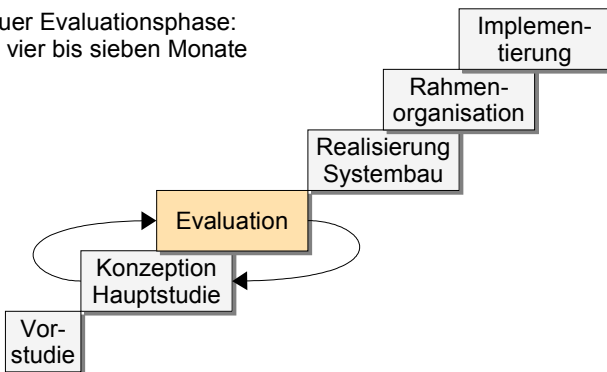 uer Evaluationsphase:
vier bis sieben Monate
Implemen-
tierung
Rahmen-
organisation
Realisierung
Systembau
Evaluation
Konzeption
Hauptstudie
Vor-
studie